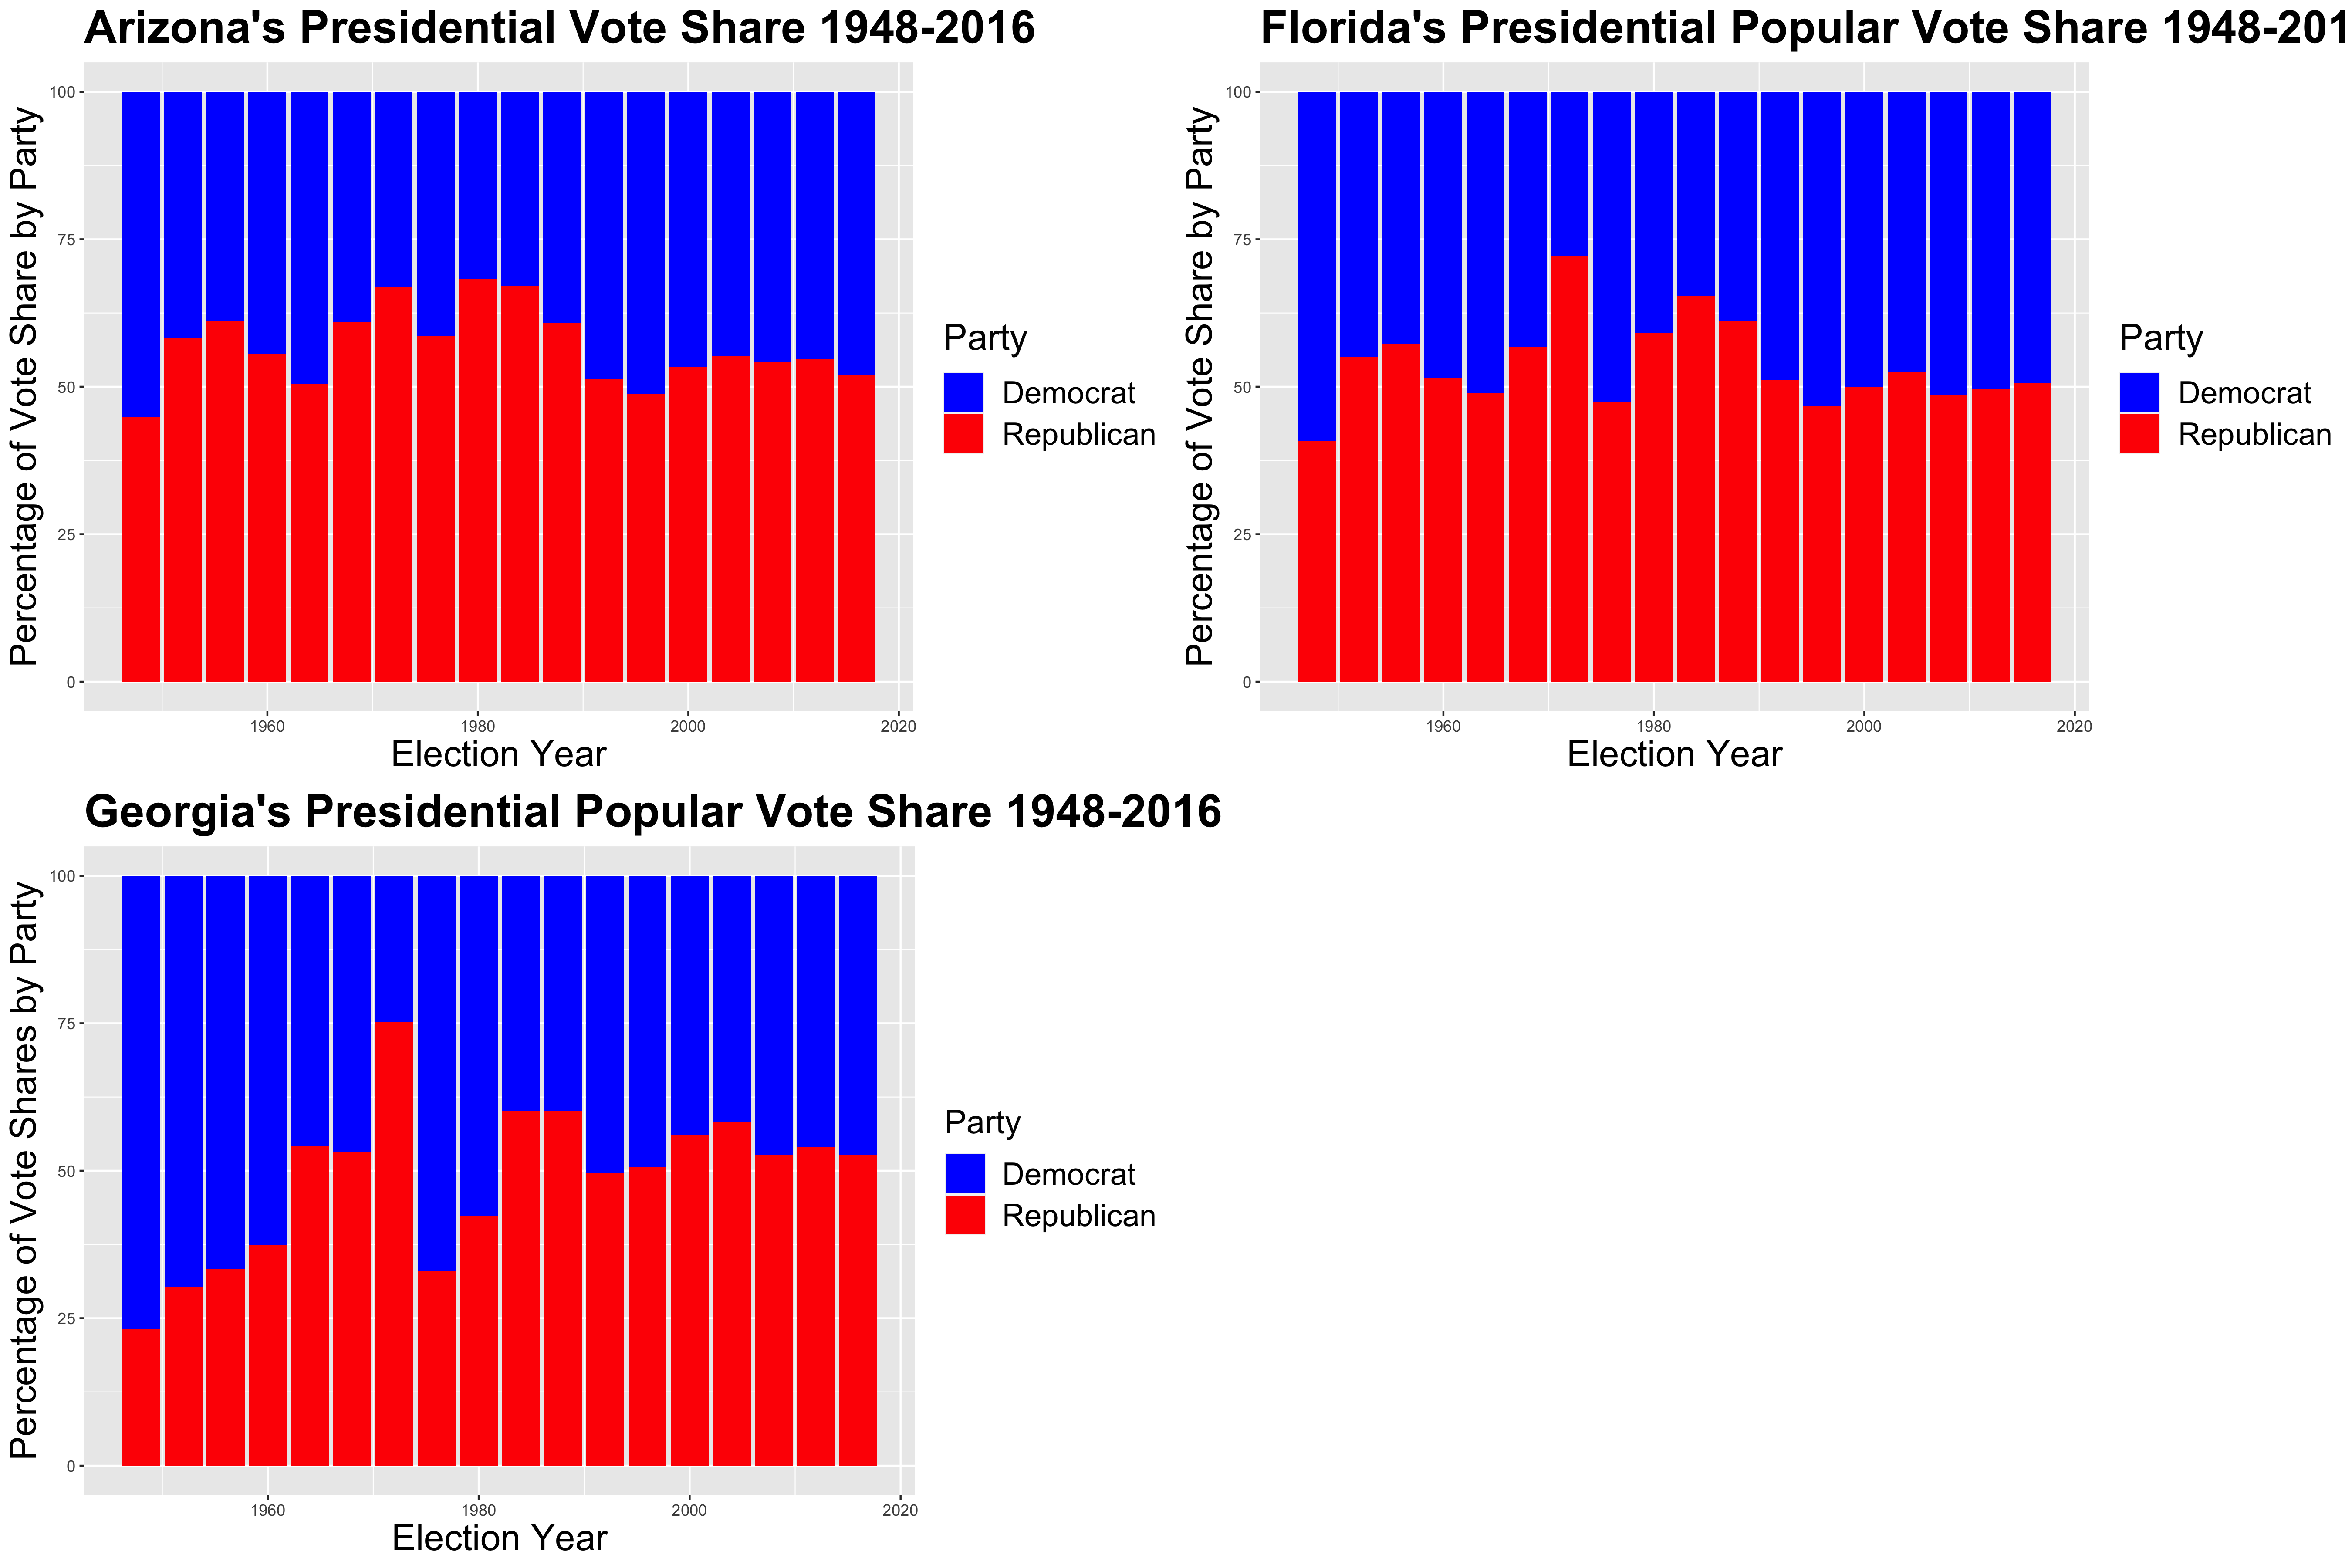 Arizona's Presidential Vote Share 1948-2016
Percentage of Vote Share by Party
100
75
50
25
0
1960
1980
2000
2020
Election Year
Party
Democrat
Republican
Florida's Presidential Popular Vote Share 1948-201
Percentage of Vote Share by Party
100
75
50
25
0
1960
1980
2000
2020
Election Year
Party
Democrat
Republican
Georgia's Presidential Popular Vote Share 1948-2016
Percentage of Vote Shares by Party
100
75
50
25
0
1960
1980
2000
2020
Election Year
Party
Democrat
Republican